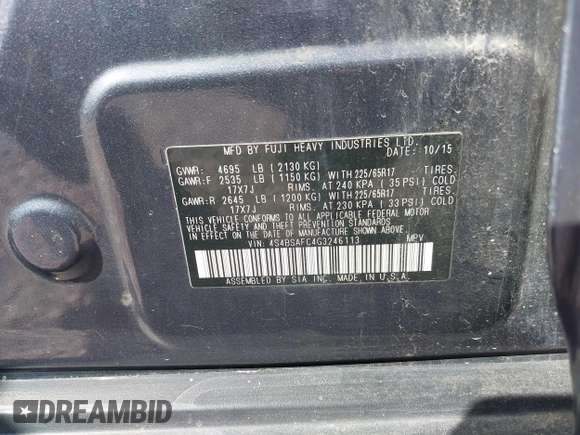 MFD BY FUJI HEAVY INDUSTRIES LTD.
DATE: 10/15
GVWR: 4695 LB (2130 KG)
GAWR:F 2535 LB (1150 KG) WITH 225/65R17 TIRES,
17X7J RIMS, AT 240 KPA (35 PSI) COLD
GAWR:R 2645 LB (1200 KG) WITH 225/65R17 TIRES,
17X7J RIMS, AT 230 KPA (33 PSI) COLD
THIS VEHICLE CONFORMS TO ALL APPLICABLE FEDERAL MOTOR
VEHICLE SAFETY AND THEFT PREVENTION STANDARDS
IN EFFECT ON THE DATE OF MANUFACTURE SHOWN ABOVE.
VIN: 4S4BSAFC4G3246113 MPV
ASSEMBLED BY SIA INC. MADE IN U.S.A.
DREAMBID